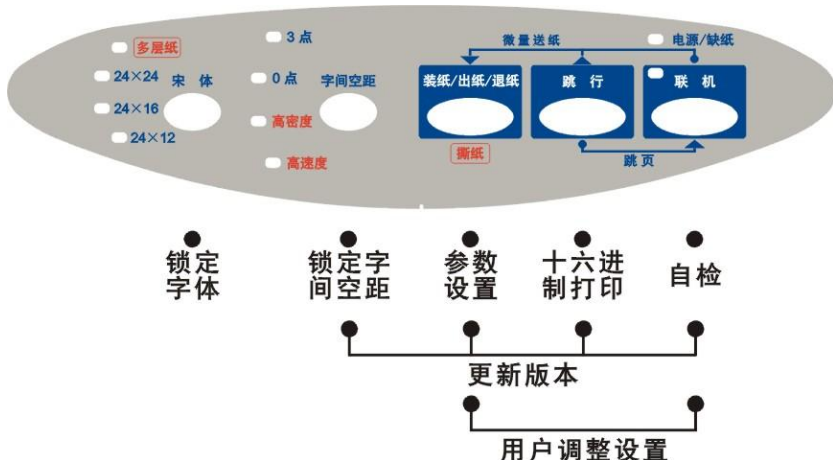 多层纸
3 点
微量送纸
电源/缺纸
24×24
宋 体
0 点
字间空距
装纸/出纸/退纸
跳 行
联 机
24×16
高密度
24×12
撕纸
跳 页
高速度
锁定
字体
锁定字
间空距
参数
设置
十六进
制打印
自检
更新版本
用户调整设置